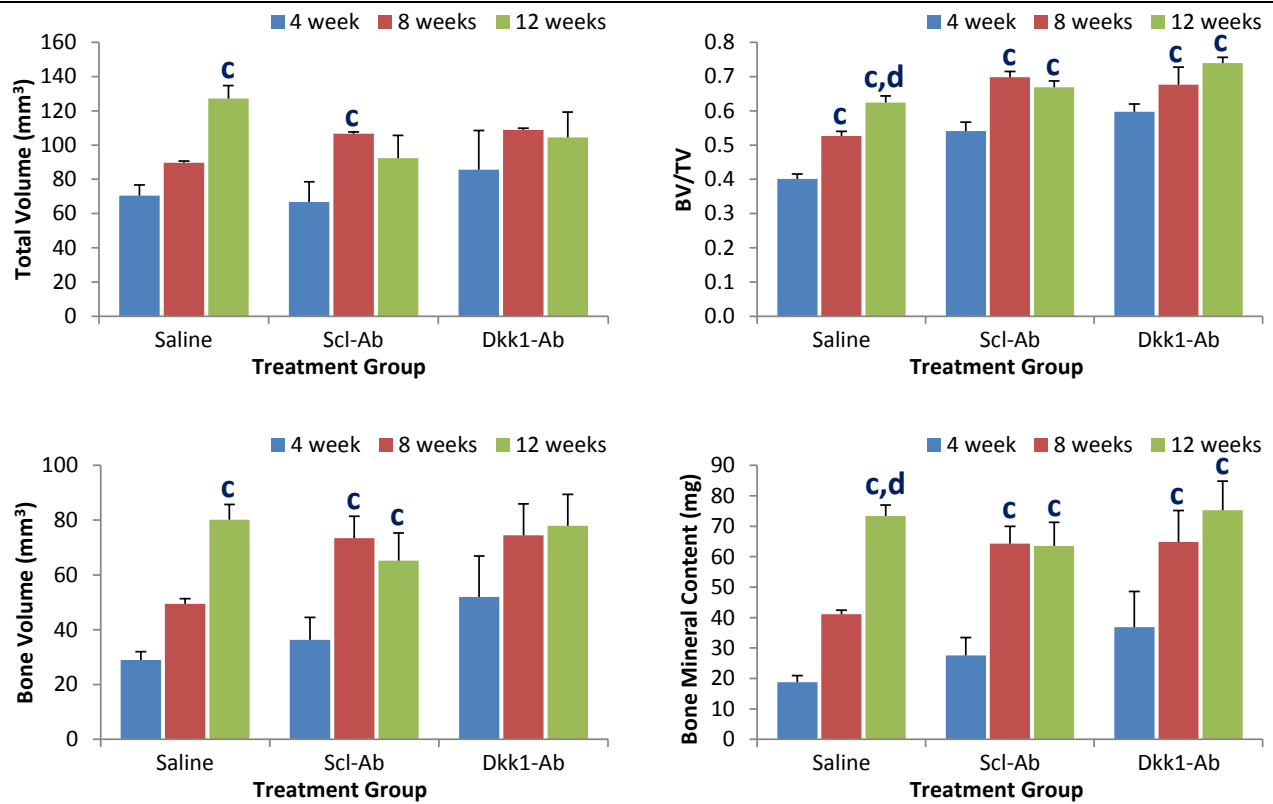 4 week 8 weeks 12 weeks
Total Volume (mm³)
160
140
120
100
80
60
40
20
0
c
c
Saline Scl-Ab Dkk1-Ab
Treatment Group
4 week 8 weeks 12 weeks
BV/TV
0.8
0.7
0.6
0.5
0.4
0.3
0.2
0.1
0.0
c
c,d
c
c
c
c
Saline Scl-Ab Dkk1-Ab
Treatment Group
4 week 8 weeks 12 weeks
Bone Volume (mm³)
100
80
60
40
20
0
c
c
c
Saline Scl-Ab Dkk1-Ab
Treatment Group
4 week 8 weeks 12 weeks
Bone Mineral Content (mg)
90
80
70
60
50
40
30
20
10
0
c,d
c
c
c
c
Saline Scl-Ab Dkk1-Ab
Treatment Group